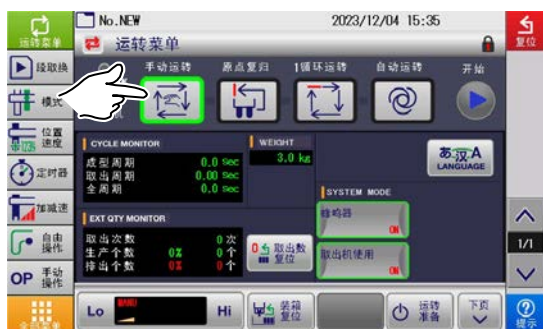 No.NEW 2023/12/04 15:35
运转菜单
复位
运转菜单
手动运转 原点复归 1循环运转 自动运转 开始
段取换
模式
位置
速度
定时器
加减速
自由
操作
OP 手动
操作
CYCLE MONITOR
成型周期 0.0 sec
取出周期 0.00 sec
全周期 0.0 sec
WEIGHT
3.0 kg
あ汉A
LANGUAGE
SYSTEM MODE
蜂鸣器
ON
取出机使用
ON
EXT QTY MONITOR
取出次数 0次
生产个数 0% 0个
排出个数 0% 0个
取出数
复位
1/1
Lo Hi
装箱
复位
运转
准备
下页
提示
全部菜单